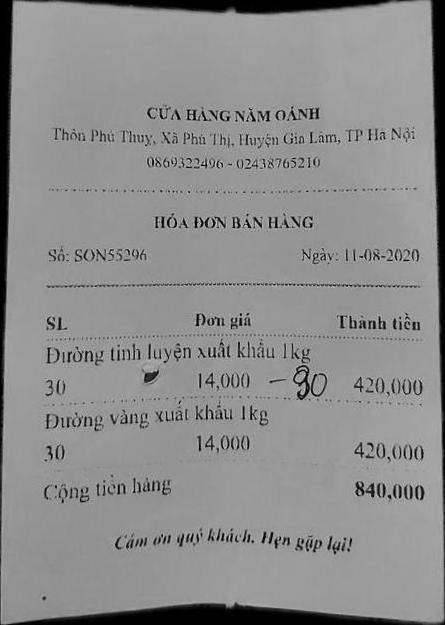 CỬA HÀNG NĂM OÁNH
Thôn Phú Thụy, Xã Phú Thị, Huyện Gia Lâm, TP Hà Nội
0869322496 - 02438765210
HÓA ĐƠN BÁN HÀNG
Số: SON55296 Ngày: 11-08-2020
SL Đơn giá Thành tiền
Đường tinh luyện xuất khẩu 1kg
30 14,000 - 30 420,000
Đường vàng xuất khẩu 1kg
30 14,000 420,000
Cộng tiền hàng 840,000
Cảm ơn quý khách. Hẹn gặp lại!